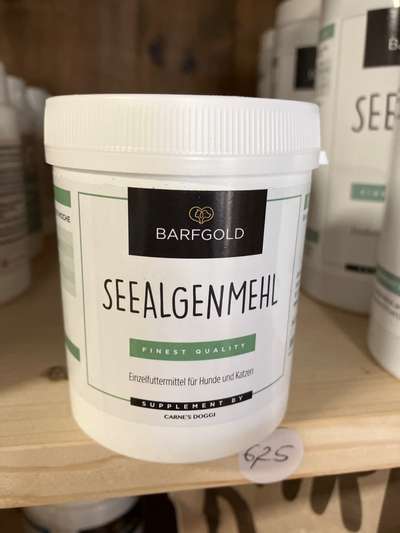 BARFGOLD
SEEALGENMEHL
FINEST QUALITY
Einzelfuttermittel für Hunde und Katzen
SUPPLEMENT BY
CARNE'S DOGGI
625